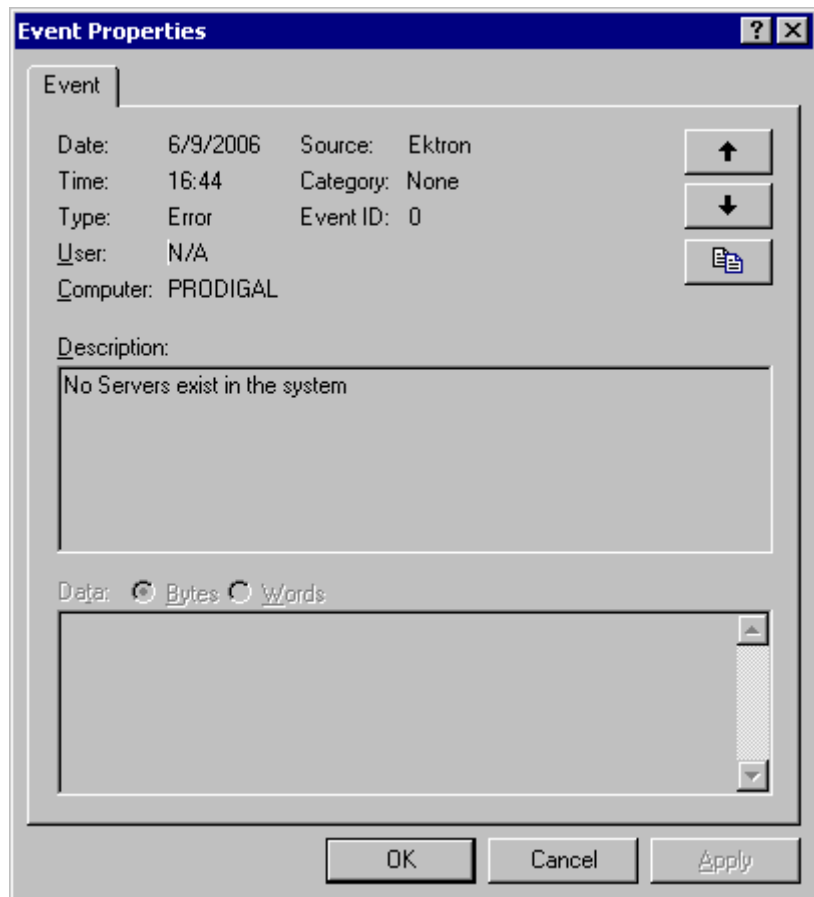 Event Properties
Event
Date: 6/9/2006 Source: Ektron
Time: 16:44 Category: None
Type: Error Event ID: 0
User: N/A
Computer: PRODIGAL
Description:
No Servers exist in the system
Data: Bytes Words
OK Cancel Apply